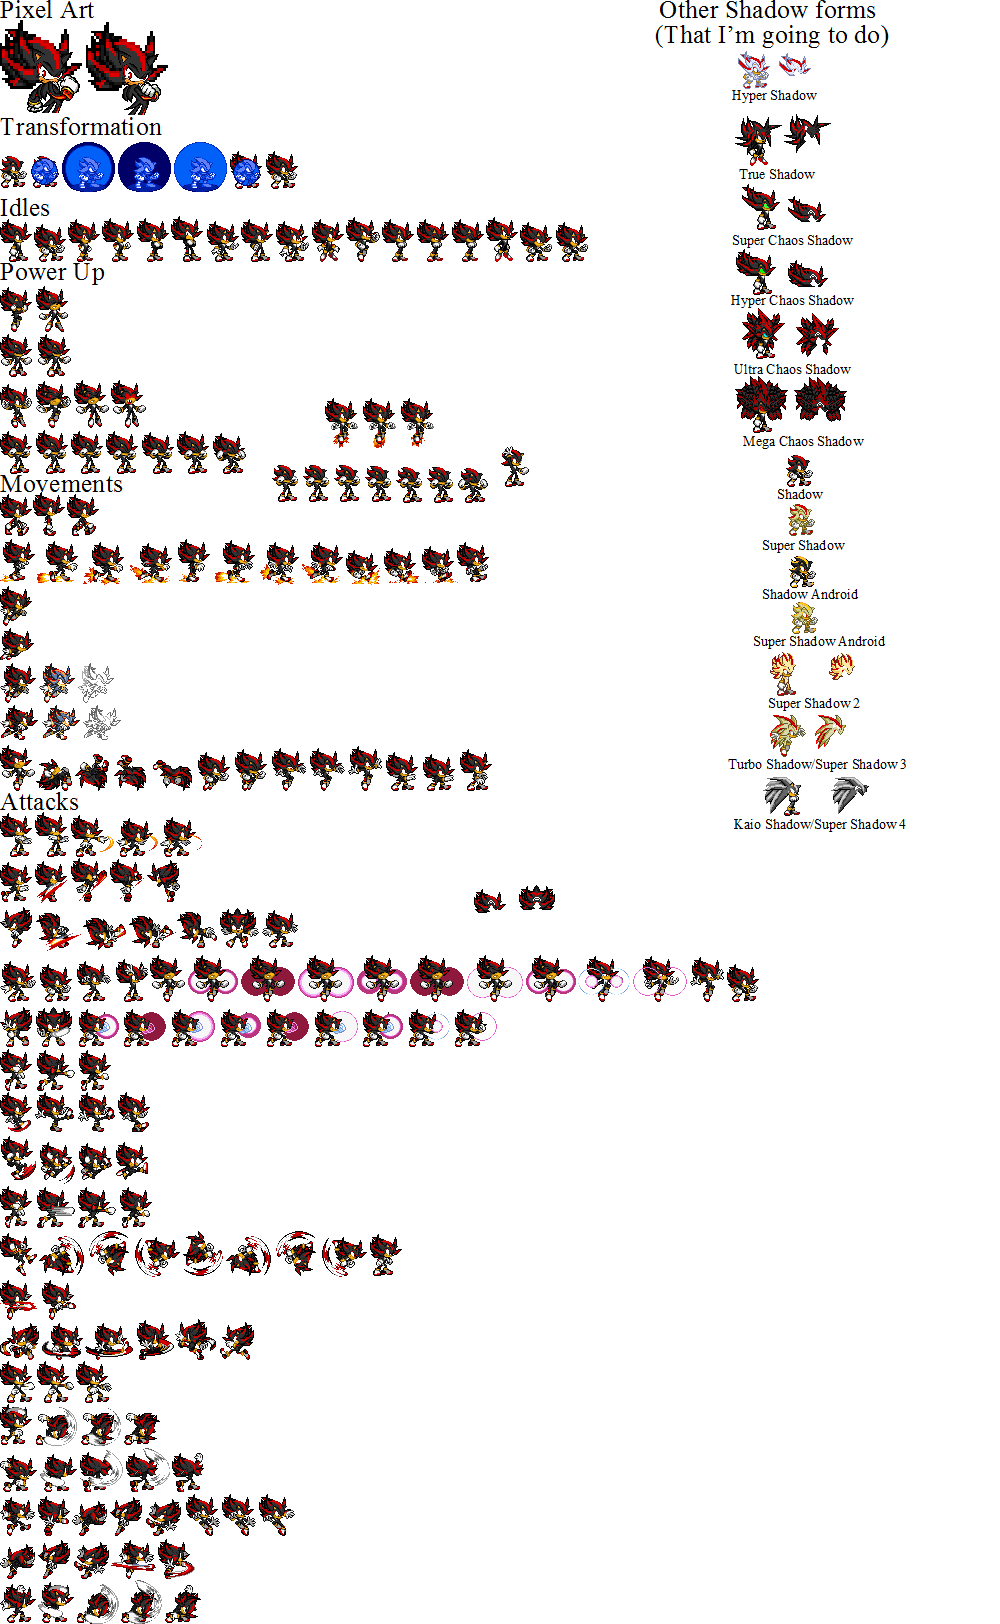 Pixel Art
Transformation
Idles
Power Up
Movements
Attacks
Other Shadow forms
(That I'm going to do)
Hyper Shadow
True Shadow
Super Chaos Shadow
Hyper Chaos Shadow
Ultra Chaos Shadow
Mega Chaos Shadow
Shadow
Super Shadow
Shadow Android
Super Shadow Android
Super Shadow 2
Turbo Shadow/Super Shadow 3
Kaio Shadow/Super Shadow 4